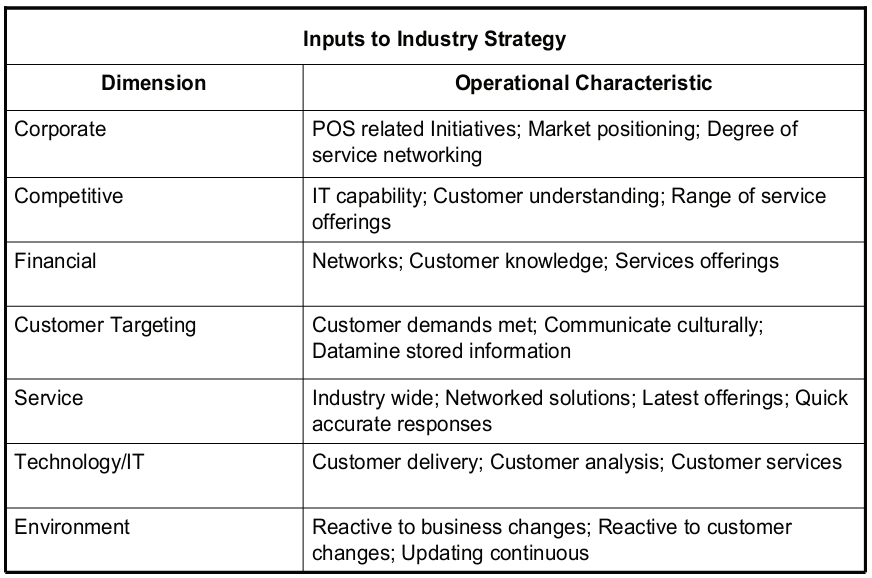 Inputs to Industry Strategy
Dimension
Operational Characteristic
Corporate
POS related Initiatives; Market positioning; Degree of
service networking
Competitive
IT capability; Customer understanding; Range of service
offerings
Financial
Networks; Customer knowledge; Services offerings
Customer Targeting
Customer demands met; Communicate culturally;
Datamine stored information
Service
Industry wide; Networked solutions; Latest offerings; Quick
accurate responses
Technology/IT
Customer delivery; Customer analysis; Customer services
Environment
Reactive to business changes; Reactive to customer
changes; Updating continuous